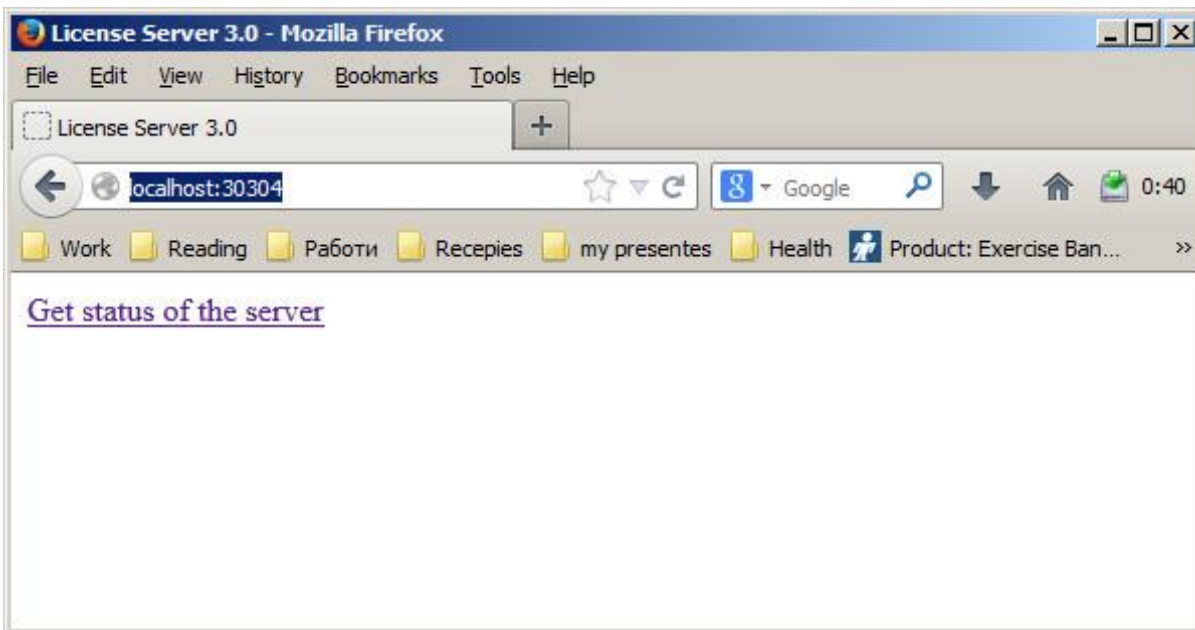 License Server 3.0 - Mozilla Firefox
File Edit View History Bookmarks Tools Help
License Server 3.0 +
localhost:30304 8 Google 0:40
Work Reading Работи Recepies my presentes Health Product: Exercise Ban... »
Get status of the server